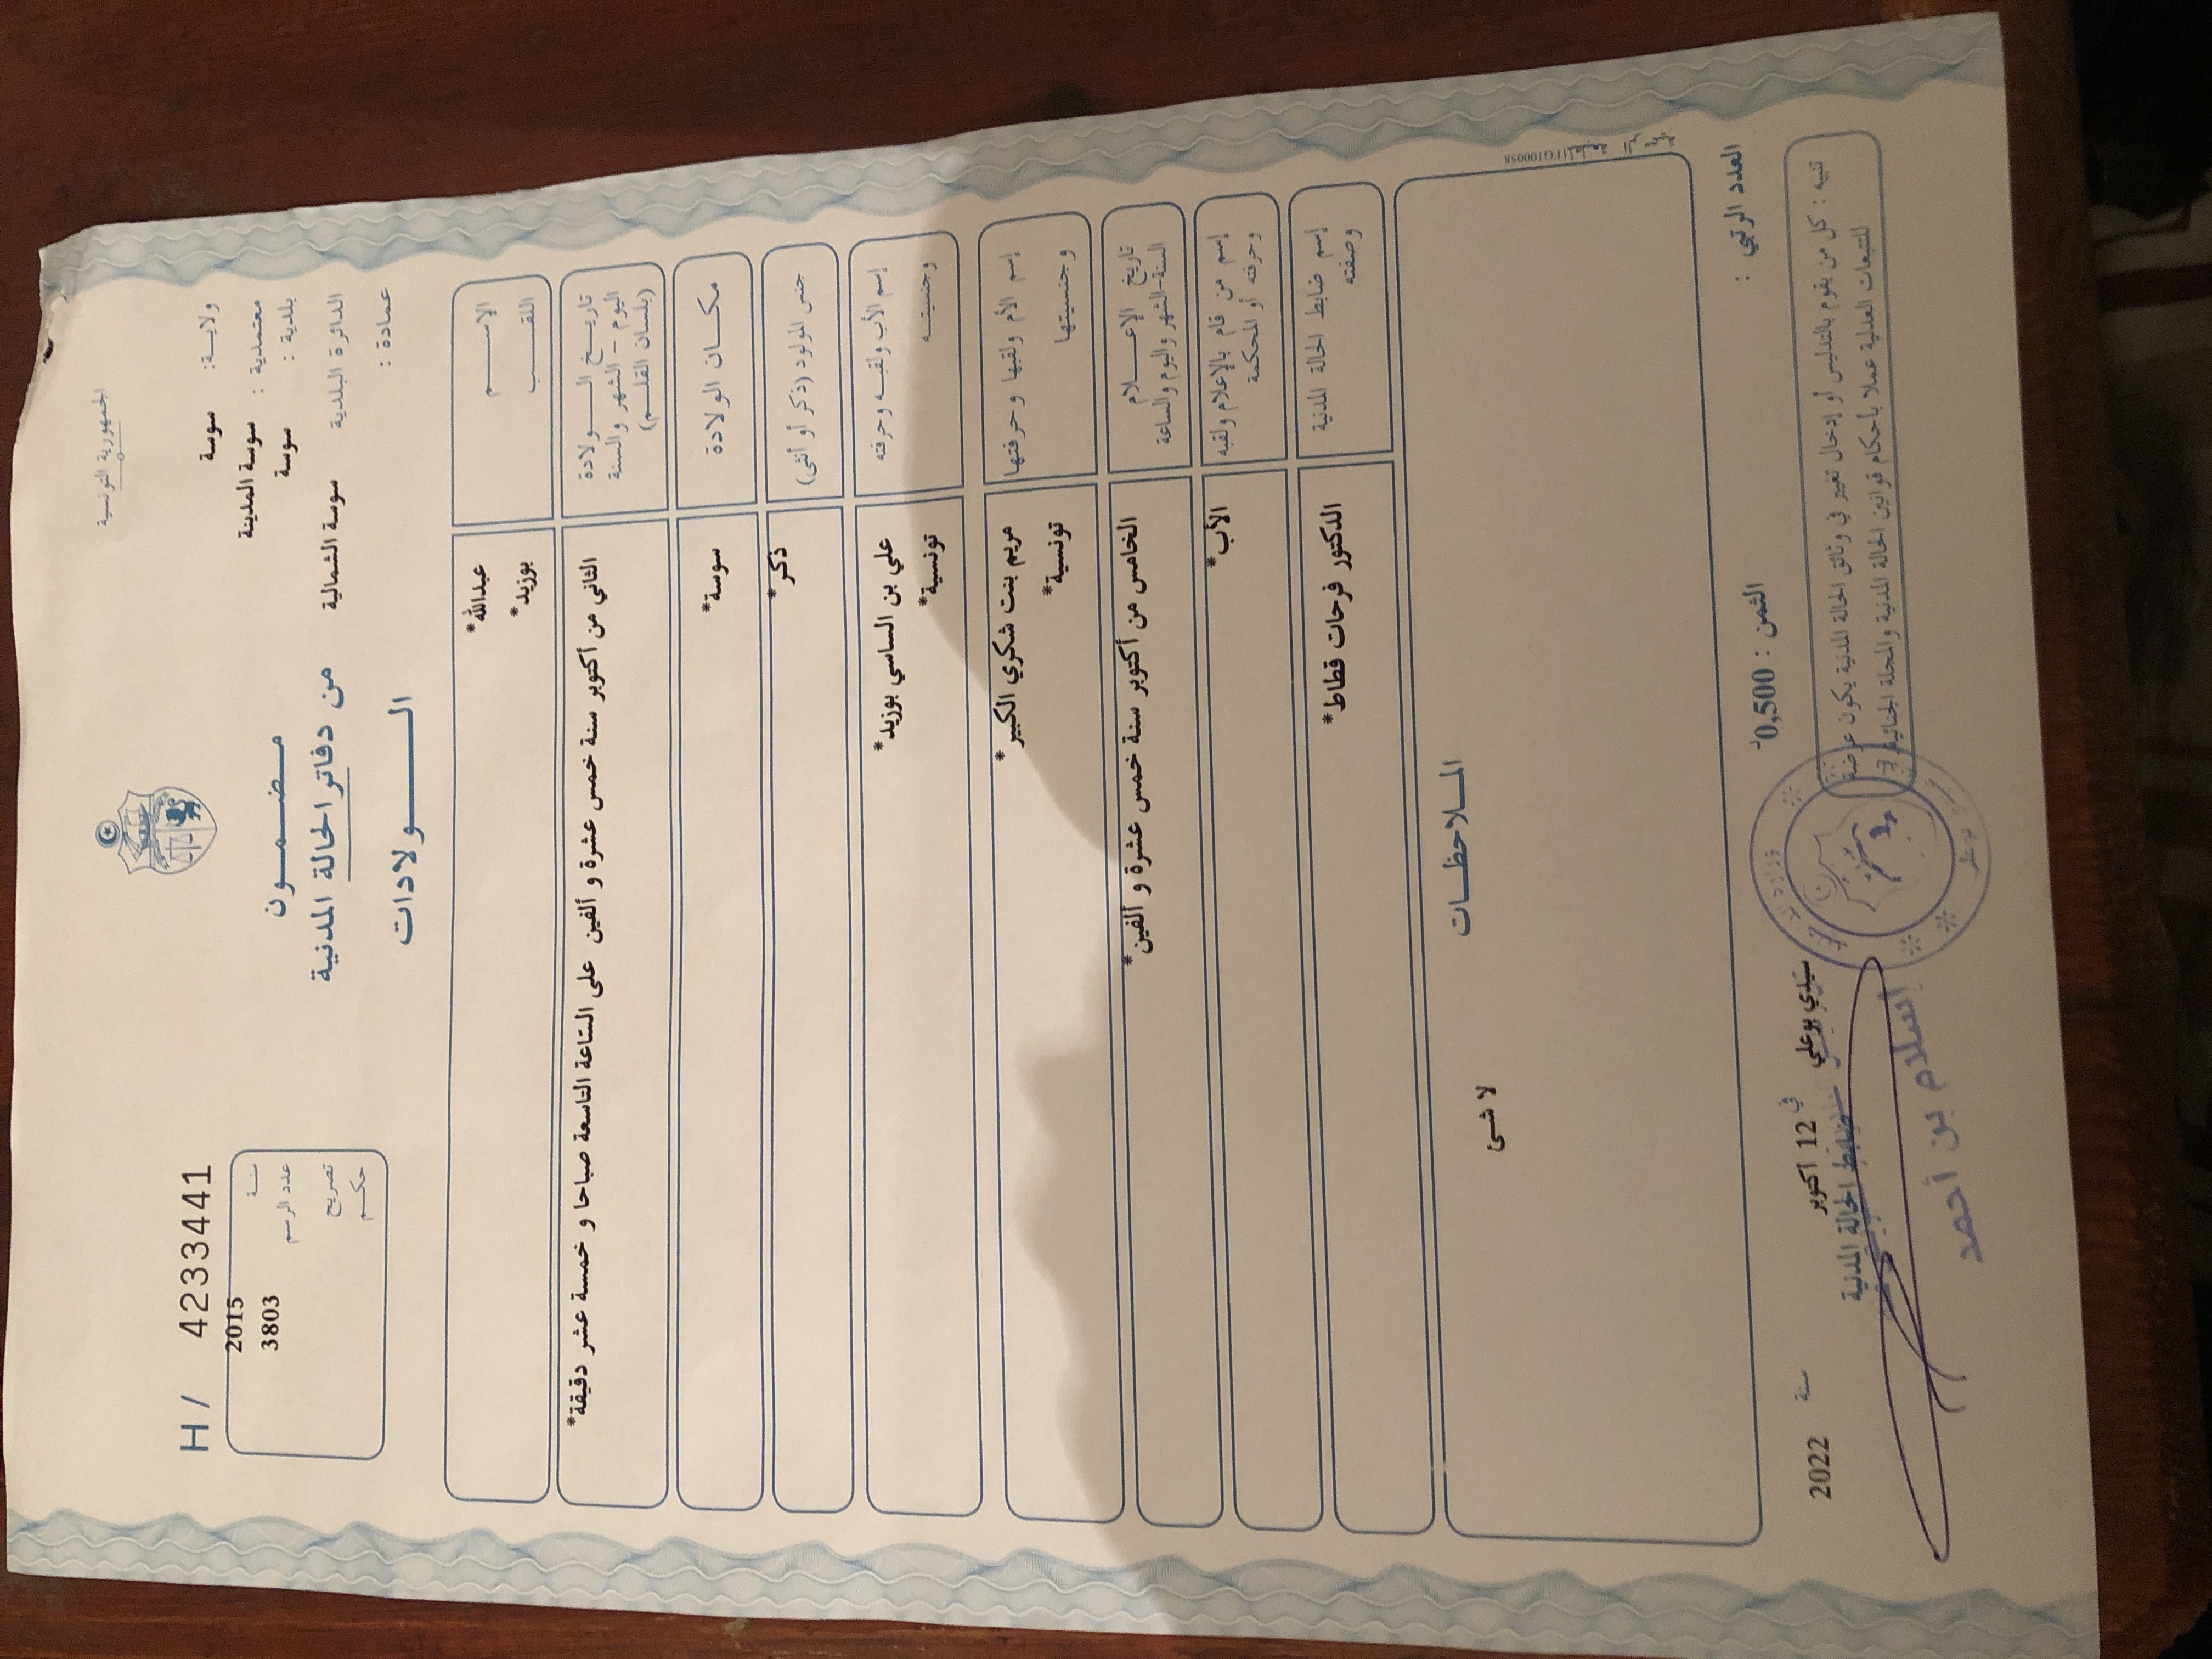 الجمهورية التونسية
ولاية: سوسة
معتمدية : سوسة المدينة
بلدية : سوسة
الدائرة البلدية سوسة الشمالية
عمادة :
مضمون
من دفاتر الحالة المدنية
الولادات
H/ 4233441
سنة 2015
عدد الرسم 3803
تصريح
حكم
الإسم عبدالله*
اللقب بوزيد*
تاريخ الولادة
اليوم – الشهر والسنة
(بلسان القلم)
الثاني من أكتوبر سنة خمس عشرة و ألفين على السّاعة التاسعة صباحا و خمسة عشر دقيقة*
مكان الولادة سوسة*
جنس المولود (ذكر أو أنثى) ذكر*
إسم الأب ولقبه وحرفته علي بن الساسي بوزيد*
وجنسيته تونسية*
إسم الأم ولقبها وحرفتها مريم بنت شكري الكبير*
وجنسيتها تونسية*
تاريخ الإعلام
السنة-الشهر واليوم والساعة
الخامس من أكتوبر سنة خمس عشرة و ألفين*
إسم من قام بالإعلام ولقبه
وحرفته أو المحكمة
الأب*
إسم ضابط الحالة المدنية
وصفته
الدكتور فرحات قطاط*
الملاحظات
لا شئ
11FG100058
العدد الرتبي :
الثمن : 0,500د
تنبيه : كل من يقوم بالتدليس أو إدخال تغيير في وثائق الحالة المدنية يكون عرضة
للتتبعات العدلية عملا بأحكام قوانين الحالة المدنية والمجلة الجنائية
سيدي بوعلي في 12 أكتوبر سنة 2022
ضابط الحالة المدنية
إسلام بن أحمد